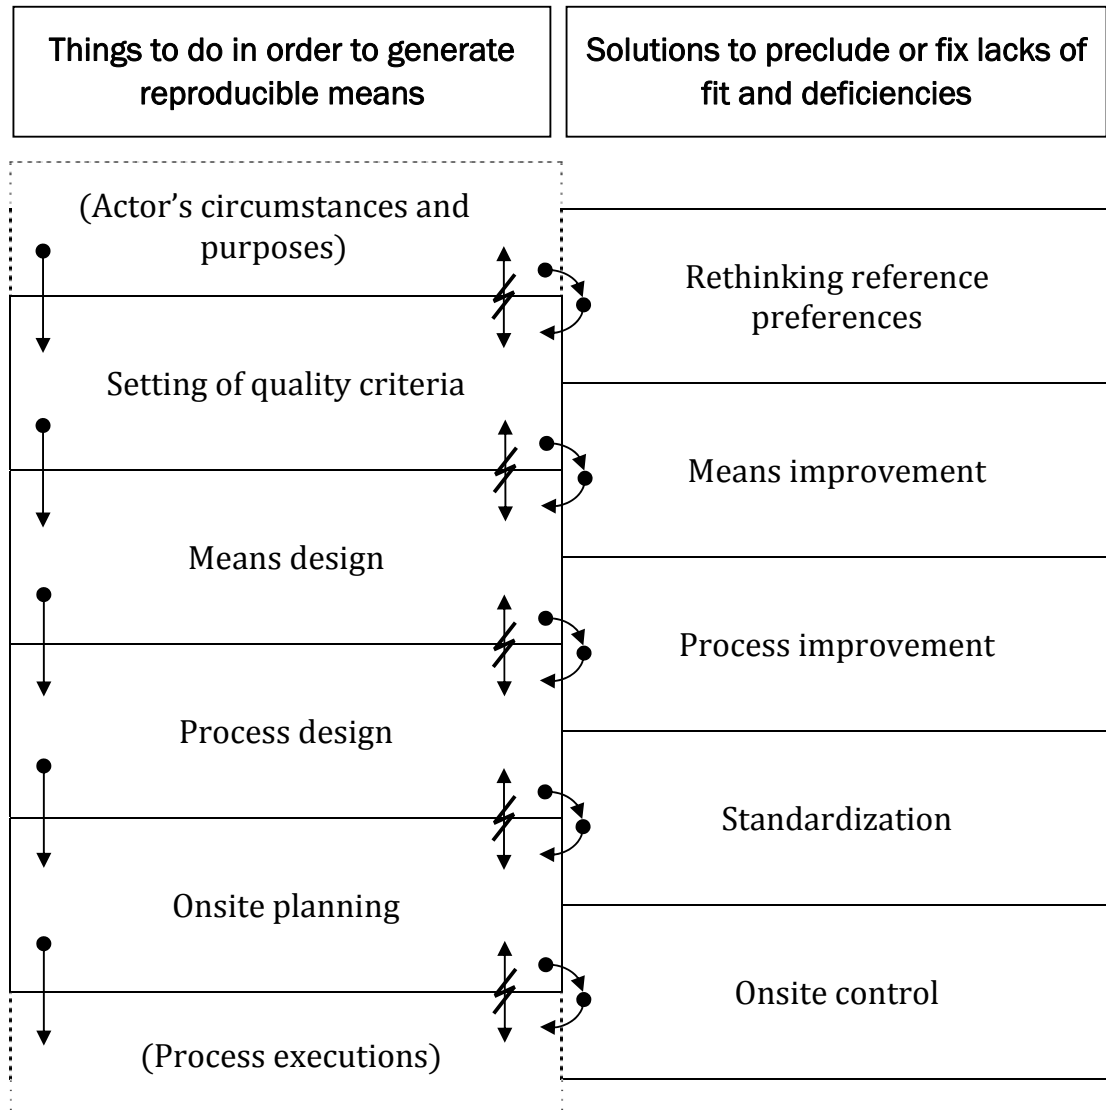 Things to do in order to generate
reproducible means
Solutions to preclude or fix lacks of
fit and deficiencies
(Actor’s circumstances and
purposes)
Rethinking reference
preferences
Setting of quality criteria
Means improvement
Means design
Process improvement
Process design
Standardization
Onsite planning
Onsite control
(Process executions)